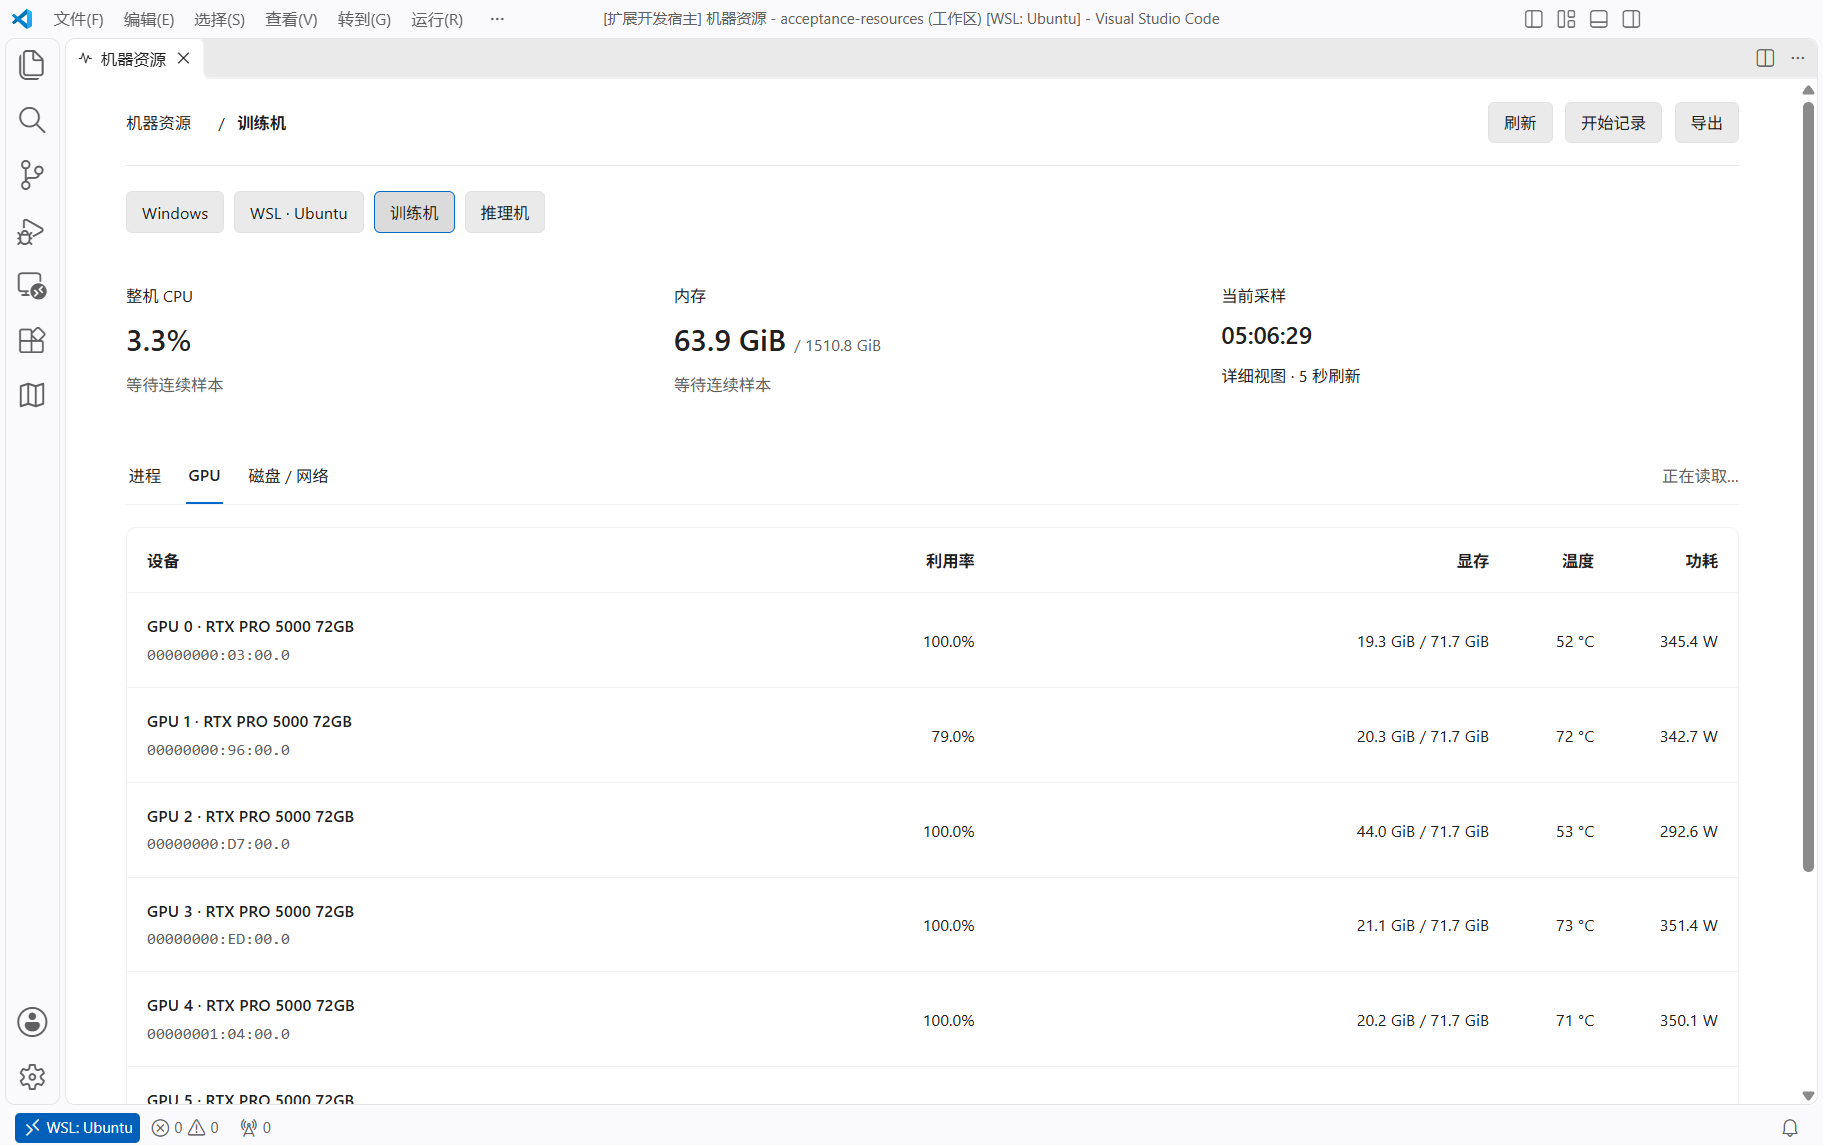 文件(F) 编辑(E) 选择(S) 查看(V) 转到(G) 运行(R) ··· [扩展开发宿主] 机器资源 - acceptance-resources (工作区) [WSL: Ubuntu] - Visual Studio Code
机器资源
机器资源 / 训练机 刷新 开始记录 导出
Windows WSL · Ubuntu 训练机 推理机
整机 CPU 内存 当前采样
3.3% 63.9 GiB / 1510.8 GiB 05:06:29
等待连续样本 等待连续样本 详细视图 · 5 秒刷新
进程 GPU 磁盘 / 网络 正在读取...
设备 利用率 显存 温度 功耗
GPU 0 · RTX PRO 5000 72GB
00000000:03:00.0
100.0% 19.3 GiB / 71.7 GiB 52 °C 345.4 W
GPU 1 · RTX PRO 5000 72GB
00000000:96:00.0
79.0% 20.3 GiB / 71.7 GiB 72 °C 342.7 W
GPU 2 · RTX PRO 5000 72GB
00000000:D7:00.0
100.0% 44.0 GiB / 71.7 GiB 53 °C 292.6 W
GPU 3 · RTX PRO 5000 72GB
00000000:ED:00.0
100.0% 21.1 GiB / 71.7 GiB 73 °C 351.4 W
GPU 4 · RTX PRO 5000 72GB
00000001:04:00.0
100.0% 20.2 GiB / 71.7 GiB 71 °C 350.1 W
GPU 5 · RTX PRO 5000 72GB
WSL: Ubuntu 0 0 0